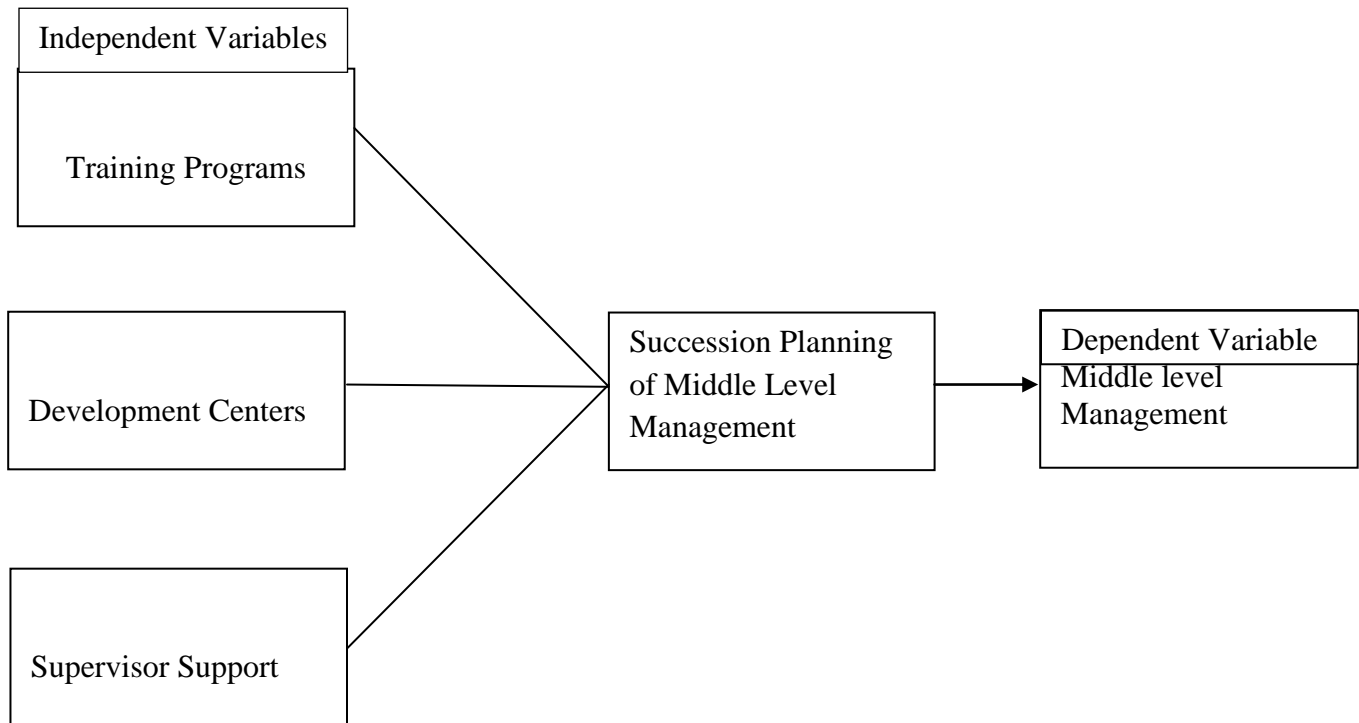 Independent Variables
Training Programs
Development Centers
Supervisor Support
Succession Planning
of Middle Level
Management
Dependent Variable
Middle level
Management